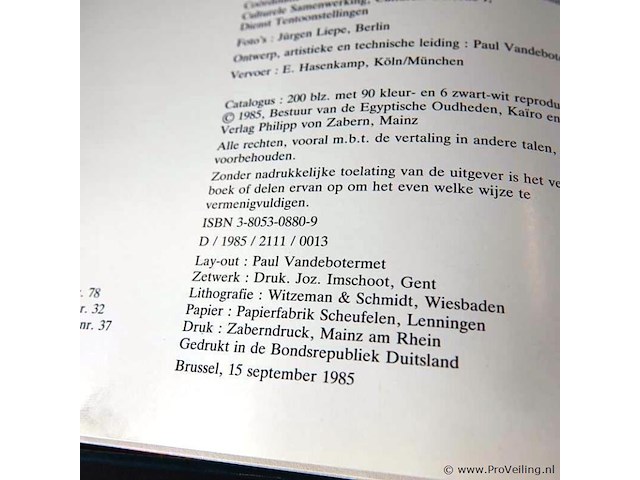 Culturele Samenwerking,
Dienst Tentoonstellingen
Foto's : Jürgen Liepe, Berlin
Ontwerp, artistieke en technische leiding : Paul Vandebot
Vervoer : E. Hasenkamp, Köln/München
Catalogus : 200 blz. met 90 kleur- en 6 zwart-wit reprodu
© 1985, Bestuur van de Egyptische Oudheden, Kaïro en
Verlag Philipp von Zabern, Mainz
Alle rechten, vooral m.b.t. de vertaling in andere talen,
voorbehouden.
Zonder nadrukkelijke toelating van de uitgever is het ve
boek of delen ervan op om het even welke wijze te
vermenigvuldigen.
ISBN 3-8053-0880-9
D / 1985 / 2111 / 0013
Lay-out : Paul Vandebotermet
Zetwerk : Druk. Joz. Imschoot, Gent
Lithografie : Witzeman & Schmidt, Wiesbaden
Papier : Papierfabrik Scheufelen, Lenningen
Druk : Zaberndruck, Mainz am Rhein
Gedrukt in de Bondsrepubliek Duitsland
Brussel, 15 september 1985
. 78
r. 32
nr. 37
© www.ProVeiling.nl